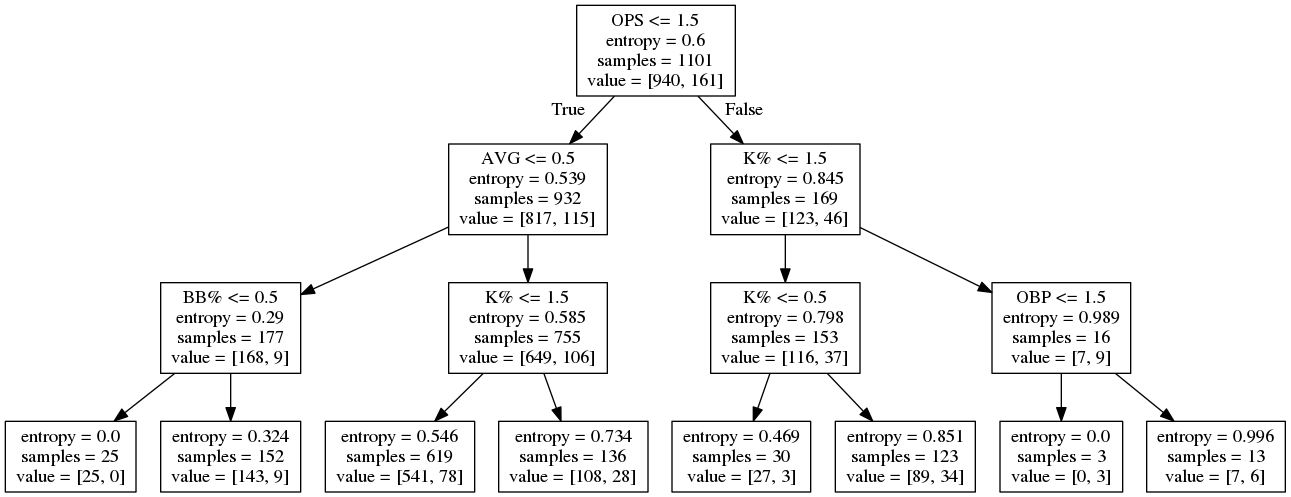 OPS <= 1.5
entropy = 0.6
samples = 1101
value = [940, 161]
True
False
AVG <= 0.5
entropy = 0.539
samples = 932
value = [817, 115]
K% <= 1.5
entropy = 0.845
samples = 169
value = [123, 46]
BB% <= 0.5
entropy = 0.29
samples = 177
value = [168, 9]
K% <= 1.5
entropy = 0.585
samples = 755
value = [649, 106]
K% <= 0.5
entropy = 0.798
samples = 153
value = [116, 37]
OBP <= 1.5
entropy = 0.989
samples = 16
value = [7, 9]
entropy = 0.0
samples = 25
value = [25, 0]
entropy = 0.324
samples = 152
value = [143, 9]
entropy = 0.546
samples = 619
value = [541, 78]
entropy = 0.734
samples = 136
value = [108, 28]
entropy = 0.469
samples = 30
value = [27, 3]
entropy = 0.851
samples = 123
value = [89, 34]
entropy = 0.0
samples = 3
value = [0, 3]
entropy = 0.996
samples = 13
value = [7, 6]